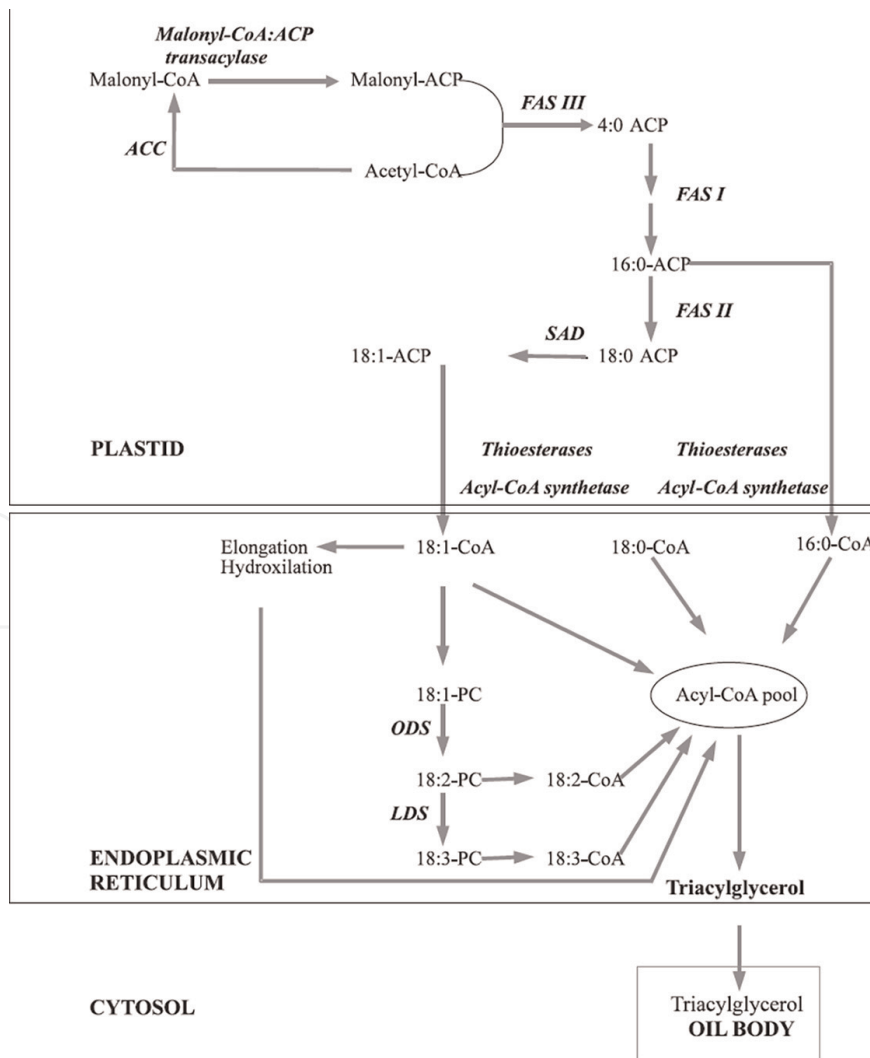 Malonyl-CoA:ACP
transacylase
Malonyl-CoA
Malonyl-ACP
FAS III
4:0 ACP
ACC
Acetyl-CoA
FAS I
16:0-ACP
FAS II
SAD
18:1-ACP
18:0 ACP
PLASTID
Thioesterases
Acyl-CoA synthetase
Thioesterases
Acyl-CoA synthetase
Elongation
Hydroxilation
18:1-CoA
18:0-CoA
16:0-CoA
18:1-PC
Acyl-CoA pool
ODS
18:2-PC
18:2-CoA
LDS
18:3-PC
18:3-CoA
ENDOPLASMIC
RETICULUM
Triacylglycerol
CYTOSOL
Triacylglycerol
OIL BODY